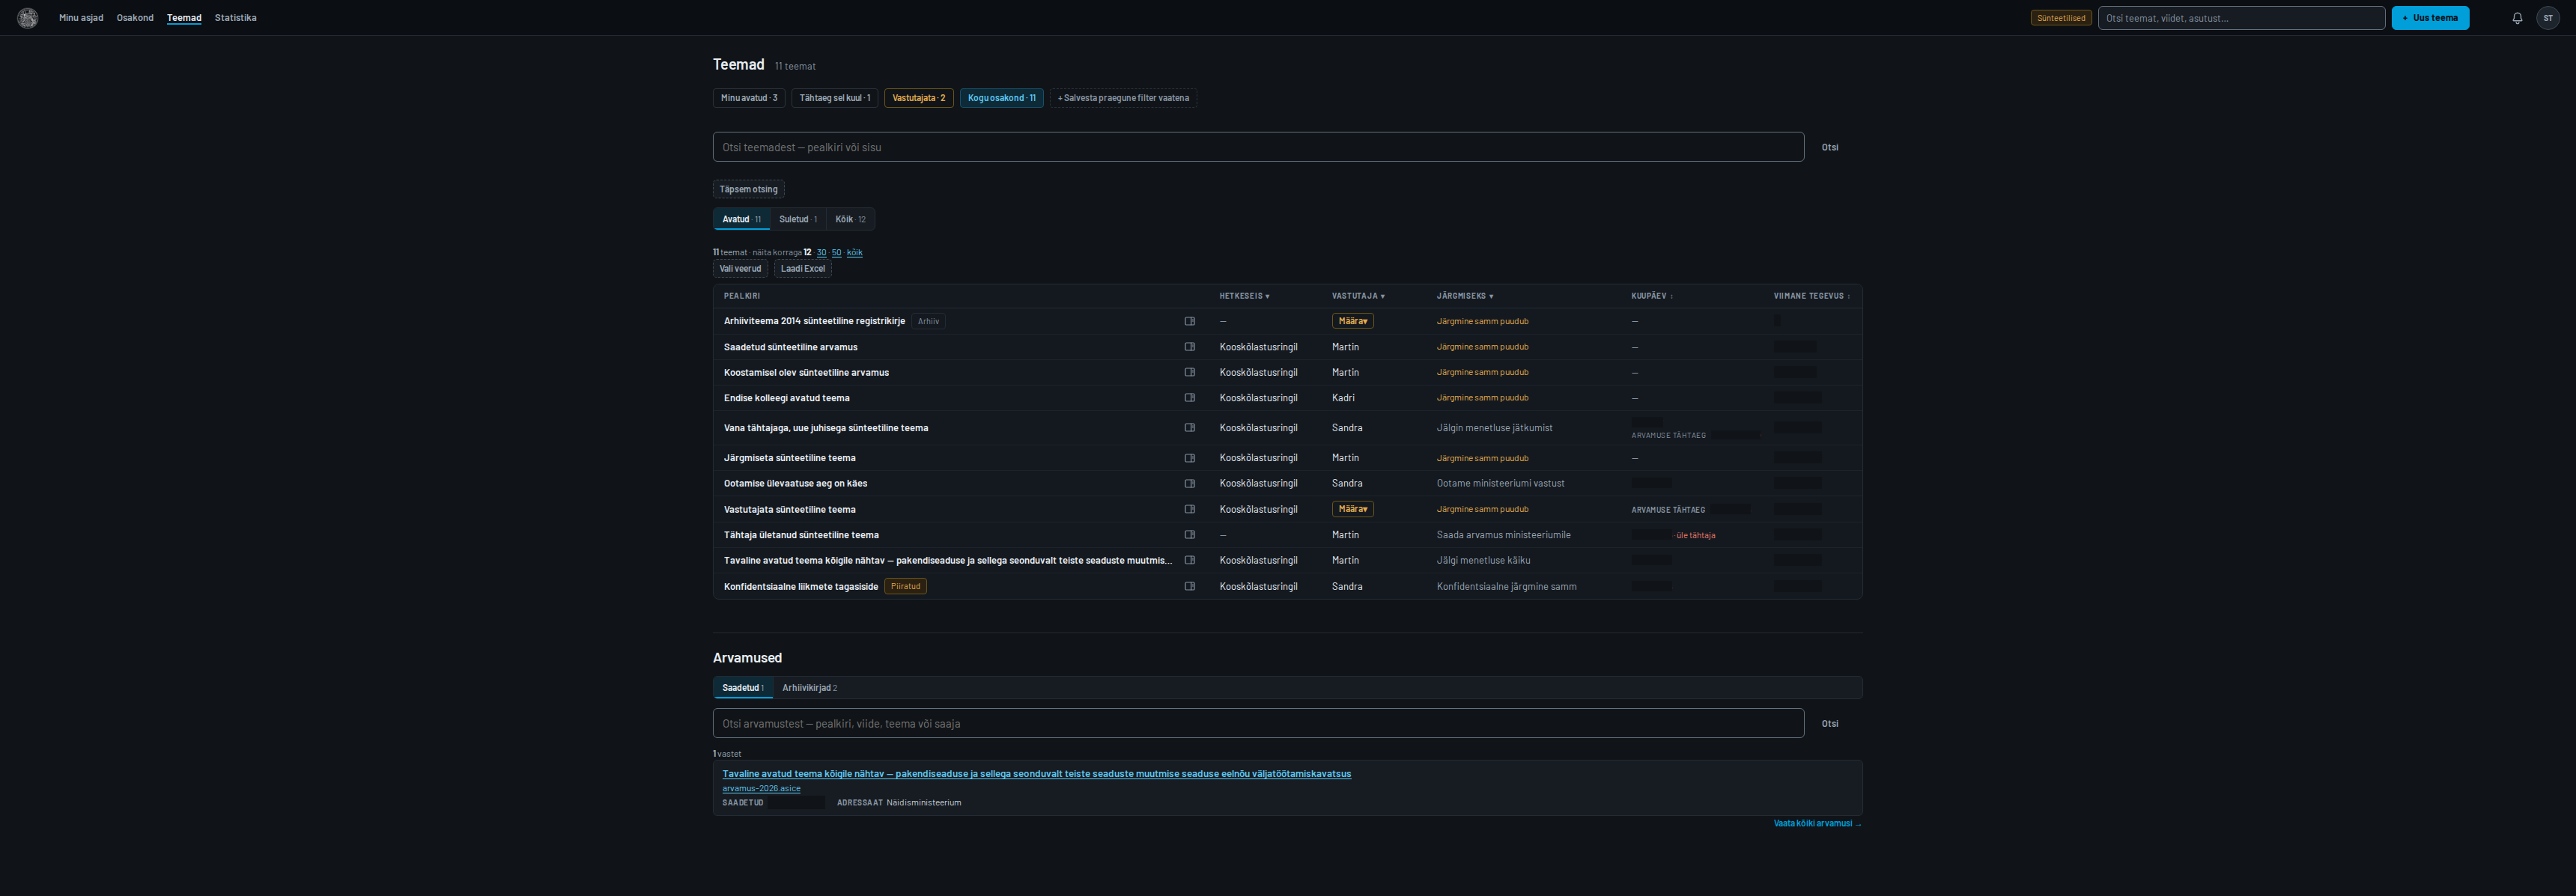 Minu asjad Osakond Teemad Statistika Sünteetilised Otsi teemat, viidet, asutust... + Uus teema ST
Teemad 11 teemat
Minu avatud · 3 Tähtaeg sel kuul · 1 Vastutajata · 2 Kogu osakond · 11 + Salvesta praegune filter vaatena
Otsi teemadest — pealkiri või sisu Otsi
Täpsem otsing
Avatud · 11 Suletud · 1 Kõik · 12
11 teemat · näita korraga 12 · 30 · 50 · kõik
Vali veerud Laadi Excel
PEALKIRI HETKESEIS ▾ VASTUTAJA ▾ JÄRGMISEKS ▾ KUUPÄEV ↕ VIIMANE TEGEVUS ↕
Arhiiviteema 2014 sünteetiline registrikirje Arhiiv — Määra▾ Järgmine samm puudub —
Saadetud sünteetiline arvamus Kooskõlastusringil Martin Järgmine samm puudub —
Koostamisel olev sünteetiline arvamus Kooskõlastusringil Martin Järgmine samm puudub —
Endise kolleegi avatud teema Kooskõlastusringil Kadri Järgmine samm puudub —
Vana tähtajaga, uue juhisega sünteetiline teema Kooskõlastusringil Sandra Jälgin menetluse jätkumist
ARVAMUSE TÄHTAEG
Järgmiseta sünteetiline teema Kooskõlastusringil Martin Järgmine samm puudub —
Ootamise ülevaatuse aeg on käes Kooskõlastusringil Sandra Ootame ministeeriumi vastust
Vastutajata sünteetiline teema Kooskõlastusringil Määra▾ Järgmine samm puudub ARVAMUSE TÄHTAEG
Tähtaja ületanud sünteetiline teema — Martin Saada arvamus ministeeriumile · üle tähtaja
Tavaline avatud teema kõigile nähtav — pakendiseaduse ja sellega seonduvalt teiste seaduste muutmis... Kooskõlastusringil Martin Jälgi menetluse käiku
Konfidentsiaalne liikmete tagasiside Piiratud Kooskõlastusringil Sandra Konfidentsiaalne järgmine samm
Arvamused
Saadetud 1 Arhiivikirjad 2
Otsi arvamustest — pealkiri, viide, teema või saaja Otsi
1 vastet
Tavaline avatud teema kõigile nähtav — pakendiseaduse ja sellega seonduvalt teiste seaduste muutmise seaduse eelnõu väljatöötamiskavatsus
arvamus-2026.asice
SAADETUD ADRESSAAT Näidisministeerium
Vaata kõiki arvamusi →